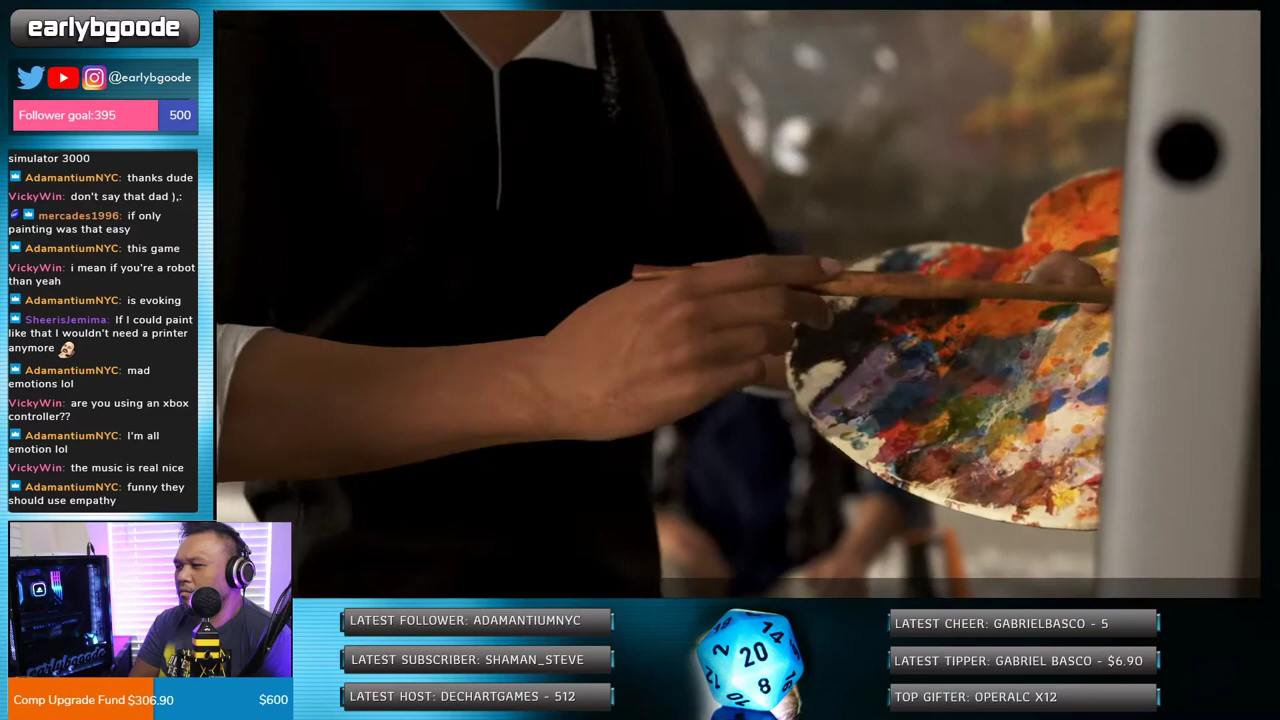 earlybgoode
@earlybgoode
Follower goal:395 500
simulator 3000
AdamantiumNYC: thanks dude
VickyWin: don't say that dad ),:
mercades1996: if only
painting was that easy
AdamantiumNYC: this game
VickyWin: i mean if you're a robot
than yeah
AdamantiumNYC: is evoking
SheerisJemima: If I could paint
like that I wouldn't need a printer
anymore
AdamantiumNYC: mad
emotions lol
VickyWin: are you using an xbox
controller??
AdamantiumNYC: I'm all
emotion lol
VickyWin: the music is real nice
AdamantiumNYC: funny they
should use empathy
earlybgoode
Comp Upgrade Fund $306.90 $600
LATEST FOLLOWER: ADAMANTIUMNYC
LATEST SUBSCRIBER: SHAMAN_STEVE
LATEST HOST: DECHARTGAMES - 512
2
14
20
8
12
10
LATEST CHEER: GABRIELBASCO - 5
LATEST TIPPER: GABRIEL BASCO - $6.90
TOP GIFTER: OPERALC X12